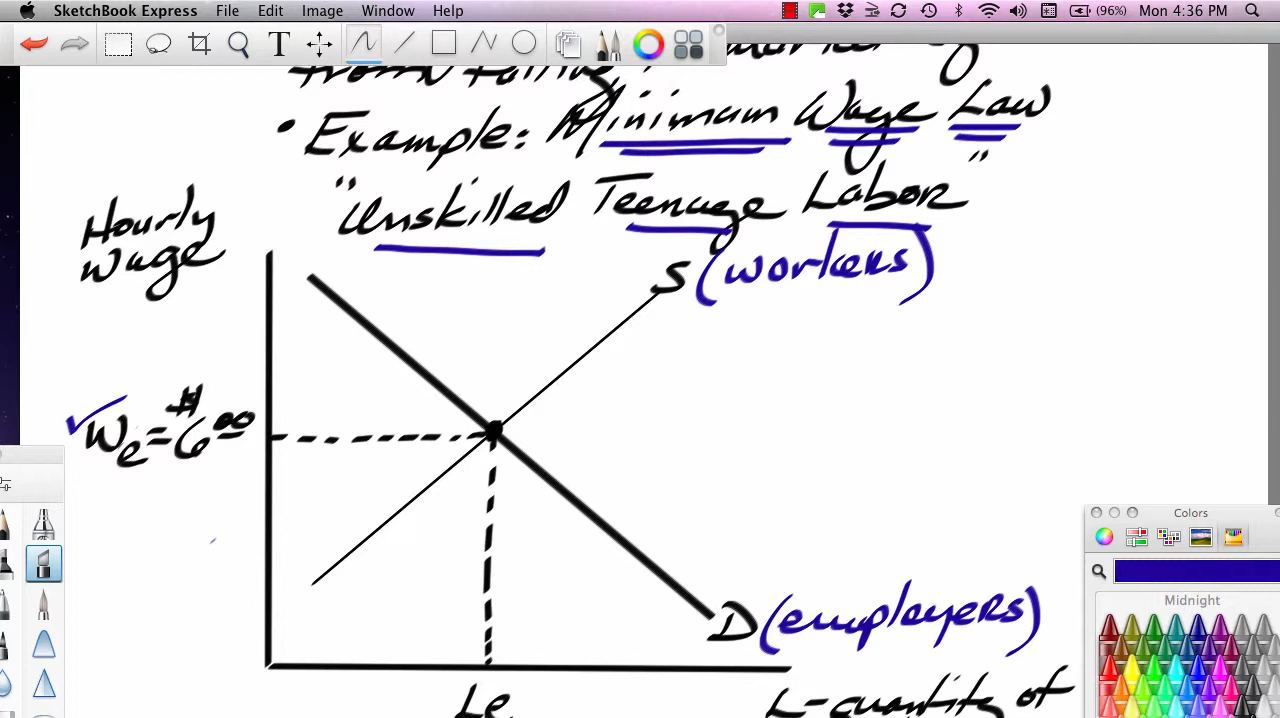 SketchBook Express File Edit Image Window Help (96%) Mon 4:36 PM
• Example: Minimum Wage Law
"Unskilled Teenage Labor"
Hourly
Wage
S (workers)
We = $6 00
D (employers)
Le
L-quantity of
Colors
Midnight